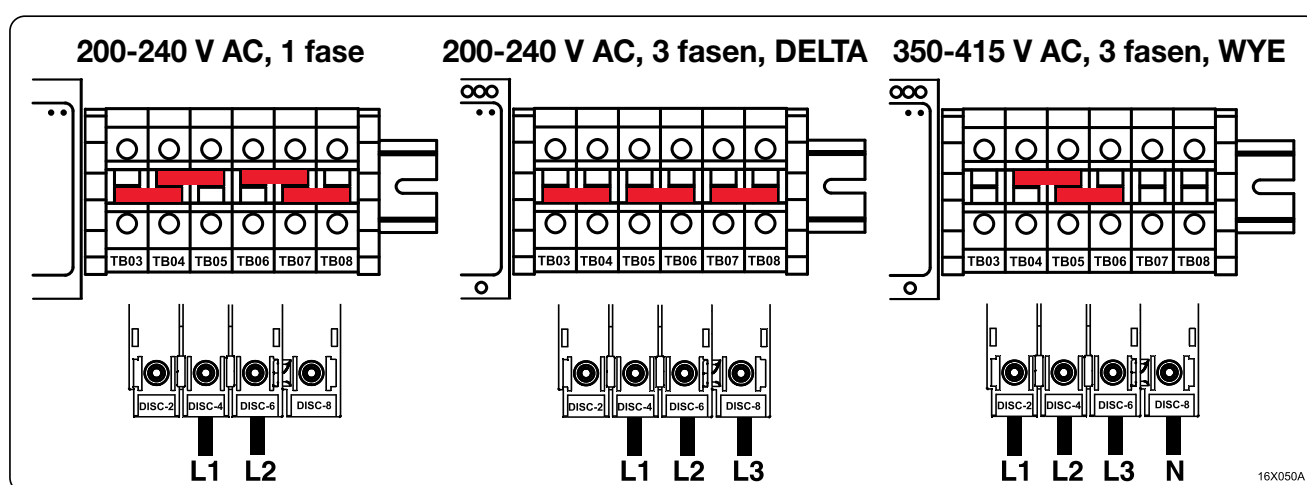 200-240 V AC, 1 fase
TB03 TB04 TB05 TB06 TB07 TB08
DISC-2 DISC-4 DISC-6 DISC-8
L1 L2
200-240 V AC, 3 fasen, DELTA
TB03 TB04 TB05 TB06 TB07 TB08
DISC-2 DISC-4 DISC-6 DISC-8
L1 L2 L3
350-415 V AC, 3 fasen, WYE
TB03 TB04 TB05 TB06 TB07 TB08
DISC-2 DISC-4 DISC-6 DISC-8
L1 L2 L3 N
16X050A